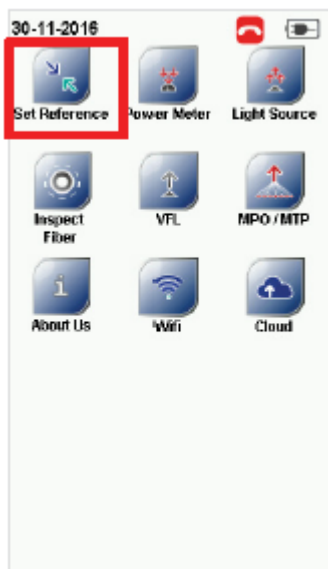 30-11-2016
Set Reference
Power Meter
Light Source
Inspect
Fiber
VFL
MPO / MTP
i
About Us
Wifi
Cloud